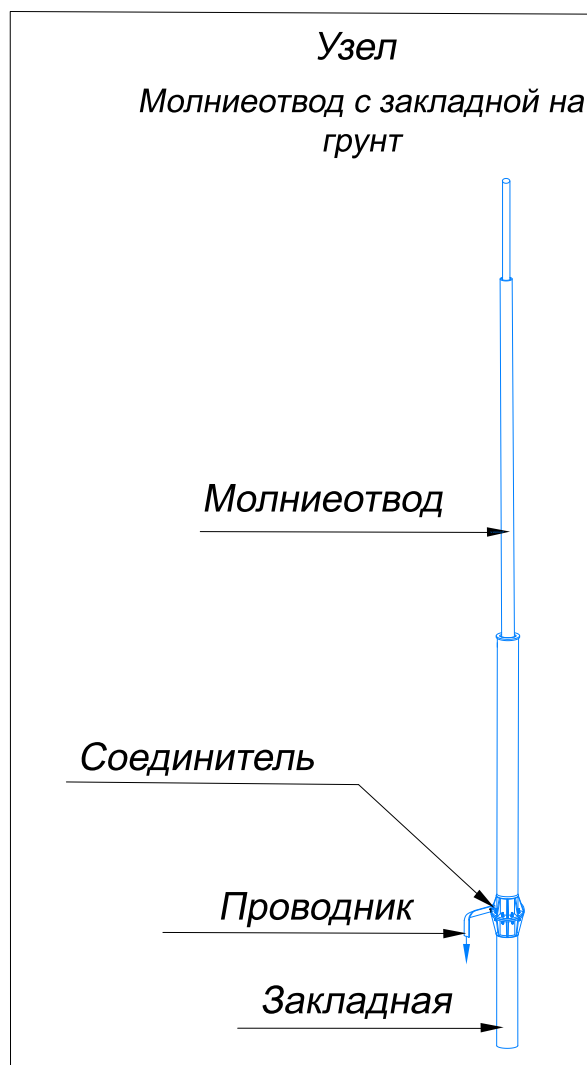 Узел
Молниеотвод с закладной на
грунт
Молниеотвод
Соединитель
Проводник
Закладная